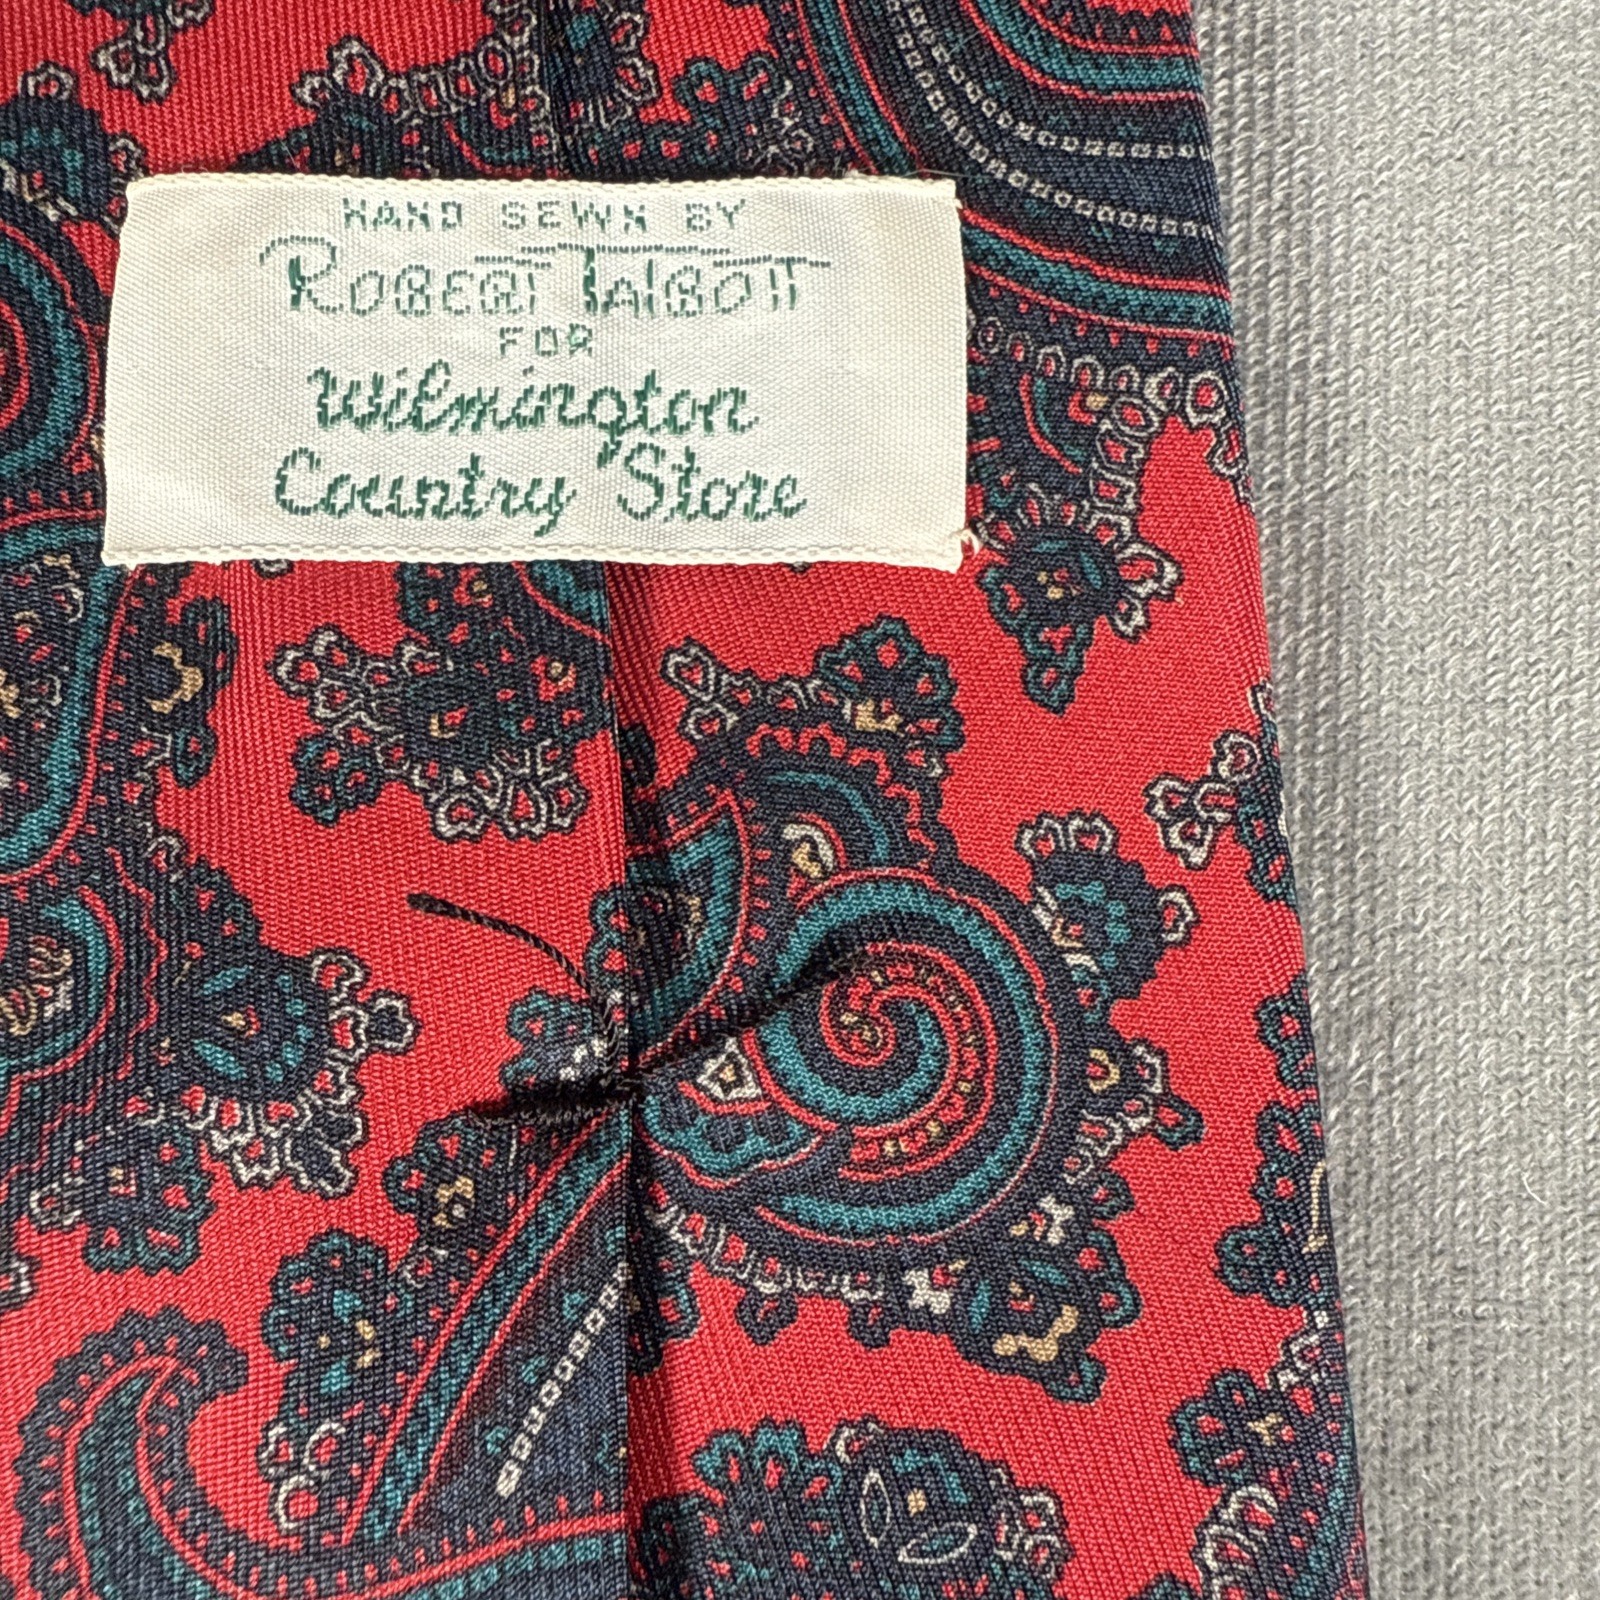 HAND SEWN BY
ROBERT TALBOTT
FOR
Wilmington
Country Store